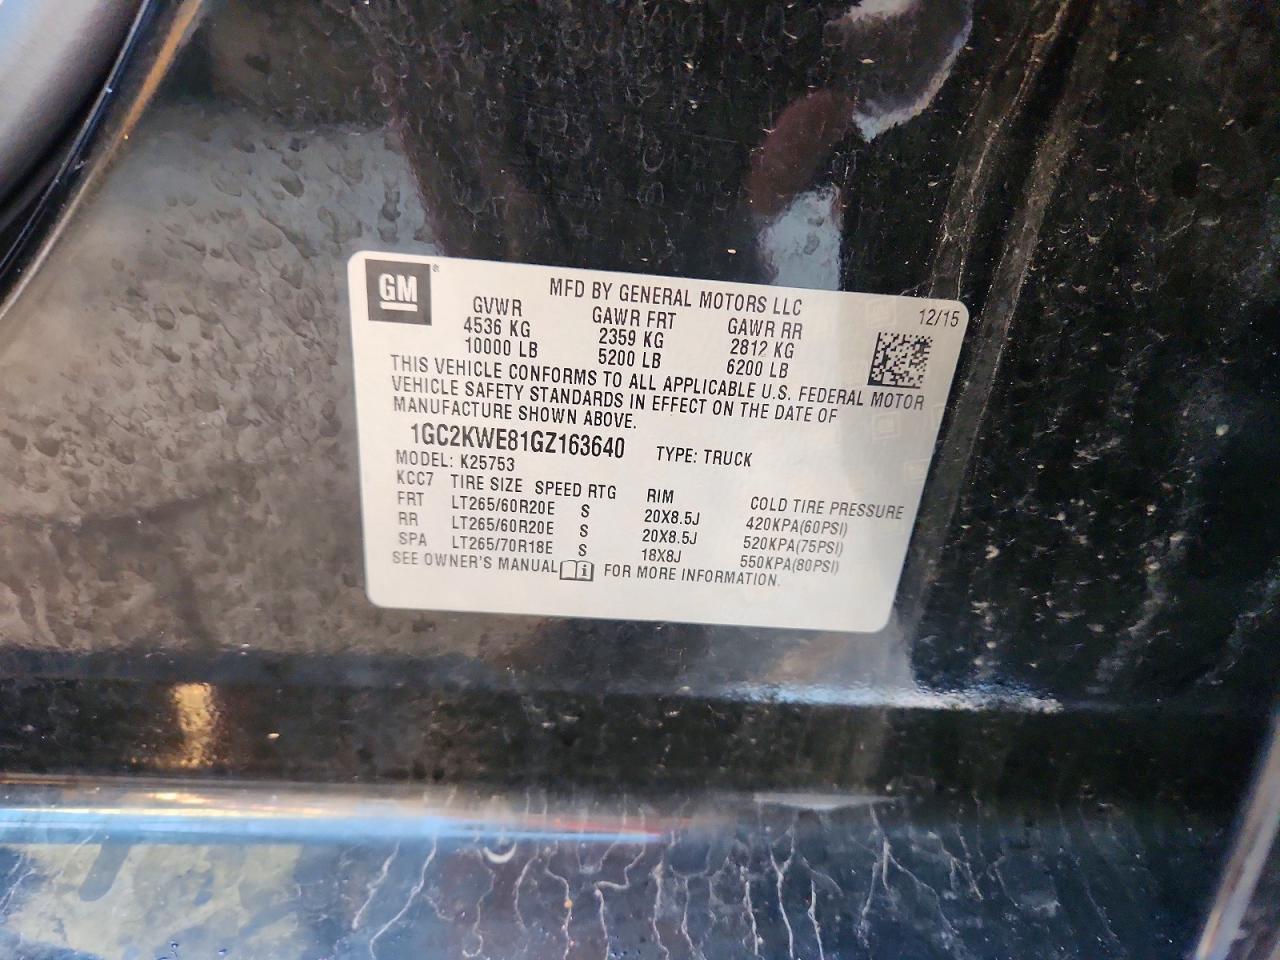 GM ®
MFD BY GENERAL MOTORS LLC
12/15
GVWR GAWR FRT GAWR RR
4536 KG 2359 KG 2812 KG
10000 LB 5200 LB 6200 LB
THIS VEHICLE CONFORMS TO ALL APPLICABLE U.S. FEDERAL MOTOR
VEHICLE SAFETY STANDARDS IN EFFECT ON THE DATE OF
MANUFACTURE SHOWN ABOVE.
1GC2KWE81GZ163640 TYPE: TRUCK
MODEL: K25753
KCC7 TIRE SIZE SPEED RTG RIM COLD TIRE PRESSURE
FRT LT265/60R20E S 20X8.5J 420KPA(60PSI)
RR LT265/60R20E S 20X8.5J 520KPA(75PSI)
SPA LT265/70R18E S 18X8J 550KPA(80PSI)
SEE OWNER'S MANUAL i FOR MORE INFORMATION.